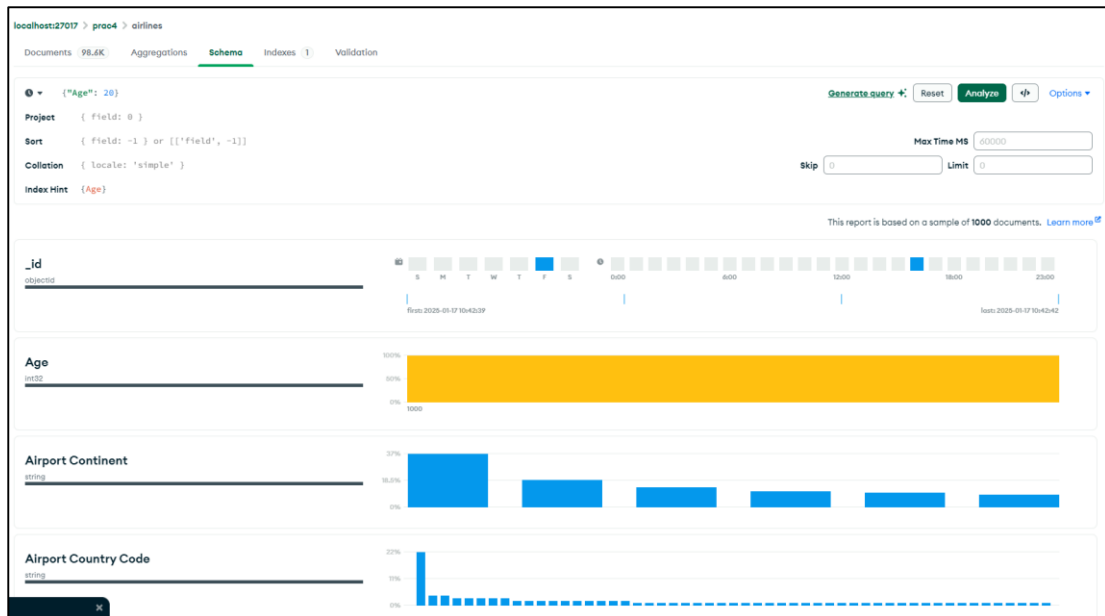 localhost:27017 > prac4 > airlines
Documents 98.6K Aggregations Schema Indexes 1 Validation
{"Age": 20} Generate query Reset Analyze </> Options
Project { field: 0 }
Sort { field: -1 } or [['field', -1]] Max Time MS 60000
Collation { locale: 'simple' } Skip 0 Limit 0
Index Hint {Age}
This report is based on a sample of 1000 documents. Learn more
_id
objectid
S M T W T F S 0:00 6:00 12:00 18:00 23:00
first: 2025-01-17 10:42:39 last: 2025-01-17 10:42:42
Age
int32
100%
50%
0%
1000
Airport Continent
string
37%
18.5%
0%
Airport Country Code
string
22%
11%
0%